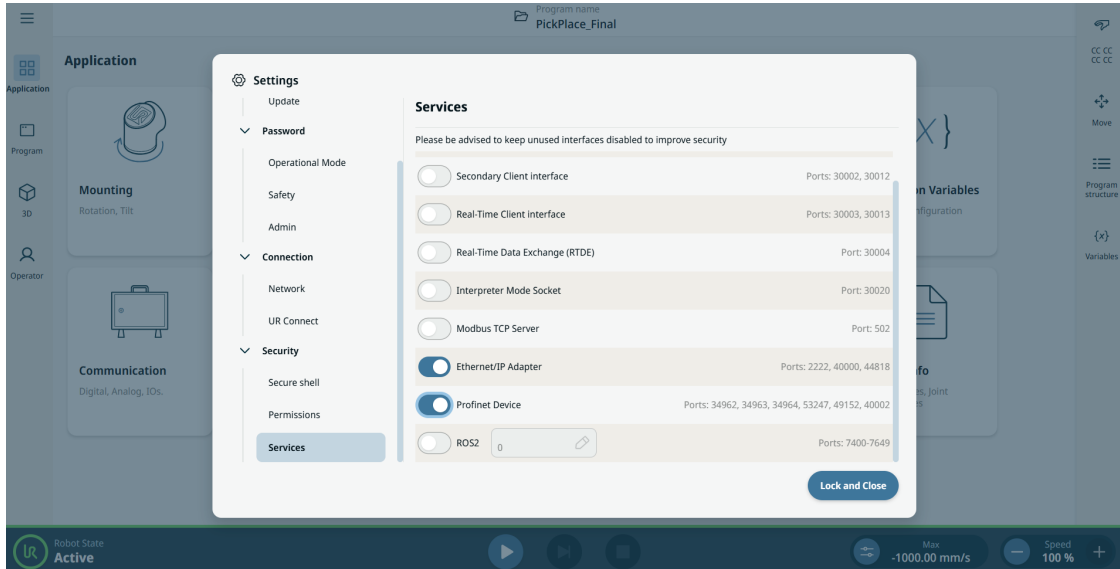 Program name
PickPlace_Final
Application
Application
Program
3D
Operator
Mounting
Rotation, Tilt
Communication
Digital, Analog, IOs.
Settings
Update
Password
Operational Mode
Safety
Admin
Connection
Network
UR Connect
Security
Secure shell
Permissions
Services
Services
Please be advised to keep unused interfaces disabled to improve security
Secondary Client interface Ports: 30002, 30012
Real-Time Client interface Ports: 30003, 30013
Real-Time Data Exchange (RTDE) Port: 30004
Interpreter Mode Socket Port: 30020
Modbus TCP Server Port: 502
Ethernet/IP Adapter Ports: 2222, 40000, 44818
Profinet Device Ports: 34962, 34963, 34964, 53247, 49152, 40002
ROS2 0 Ports: 7400-7649
Lock and Close
Variables
Joint
CC CC
CC CC
Move
Program
structure
{x}
Variables
UR
Robot State
Active
Max
-1000.00 mm/s
Speed
100 %